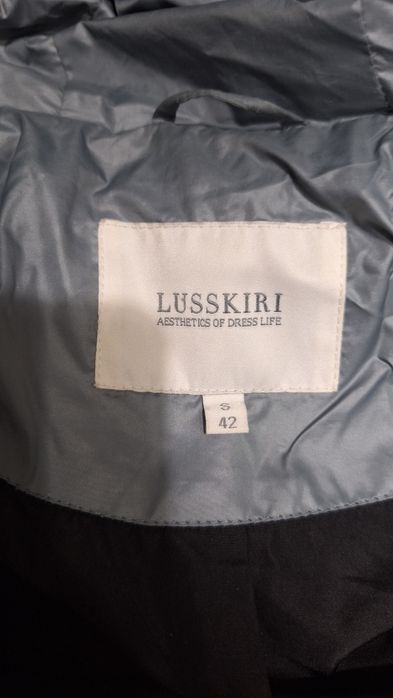 LUSSKIRI
AESTHETICS OF DRESS LIFE
S
42